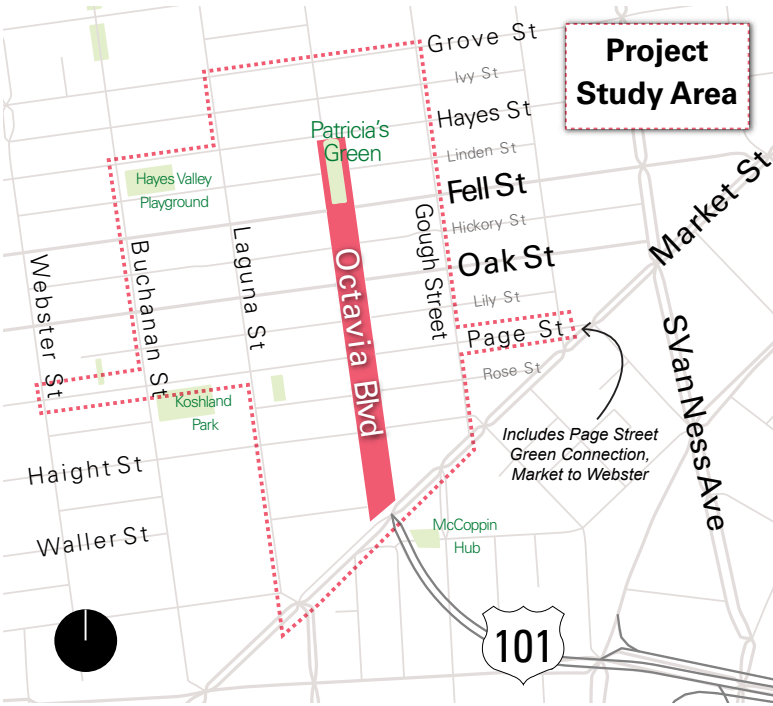 Project
Study Area
Grove St
Ivy St
Hayes St
Linden St
Fell St
Hickory St
Oak St
Lily St
Page St
Rose St
Market St
S Van Ness Ave
Patricia's
Green
Hayes Valley
Playground
Webster St
Buchanan St
Laguna St
Octavia Blvd
Gough Street
Koshland
Park
Haight St
Waller St
Includes Page Street
Green Connection,
Market to Webster
McCoppin
Hub
101